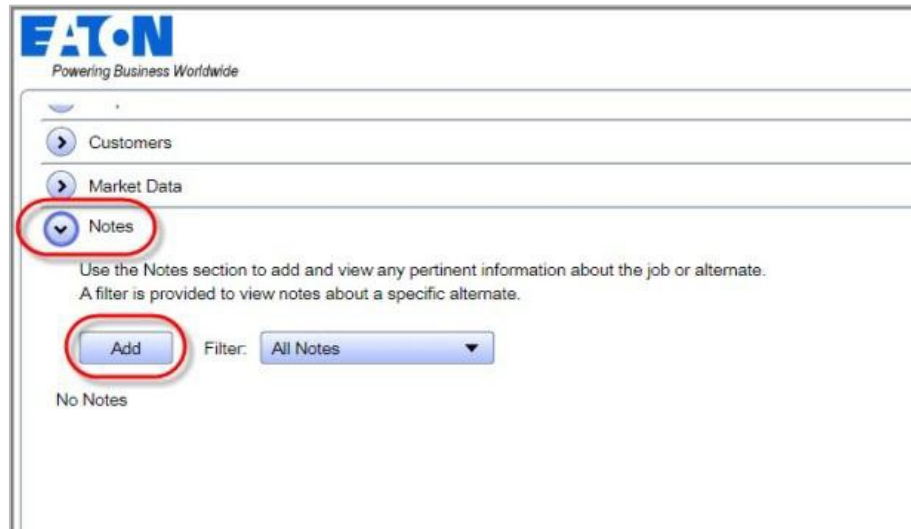 EATON
Powering Business Worldwide
Customers
Market Data
Notes
Use the Notes section to add and view any pertinent information about the job or alternate.
A filter is provided to view notes about a specific alternate.
Add Filter: All Notes
No Notes